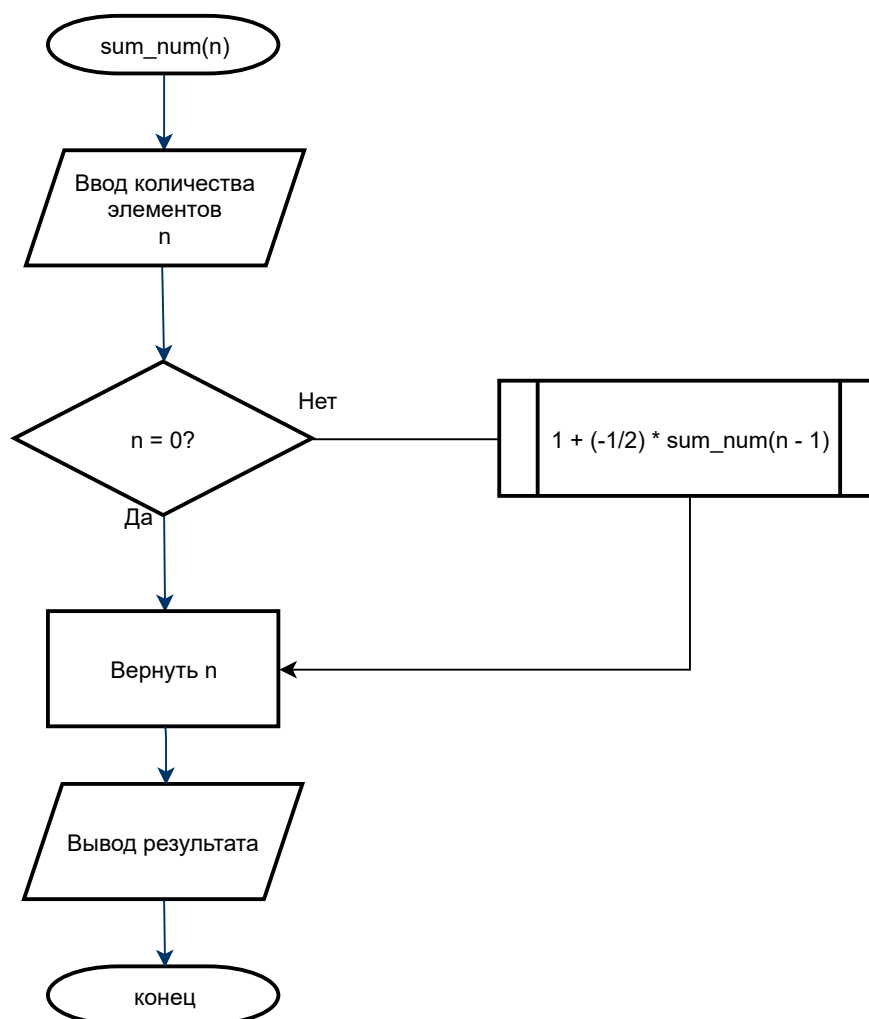 sum_num(n)
Ввод количества
элементов
n
n = 0?
Нет
1 + (-1/2) * sum_num(n - 1)
Да
Вернуть n
Вывод результата
конец